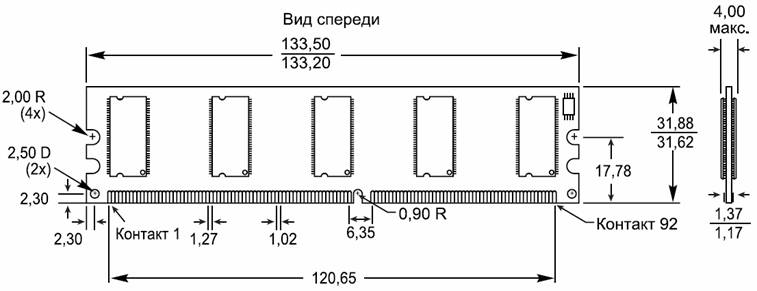 Вид спереди
133,50
133,20
4,00
макс.
2,00 R
(4x)
2,50 D
(2x)
2,30
31,88
31,62
17,78
2,30
Контакт 1
1,27
1,02
6,35
0,90 R
Контакт 92
1,37
1,17
120,65